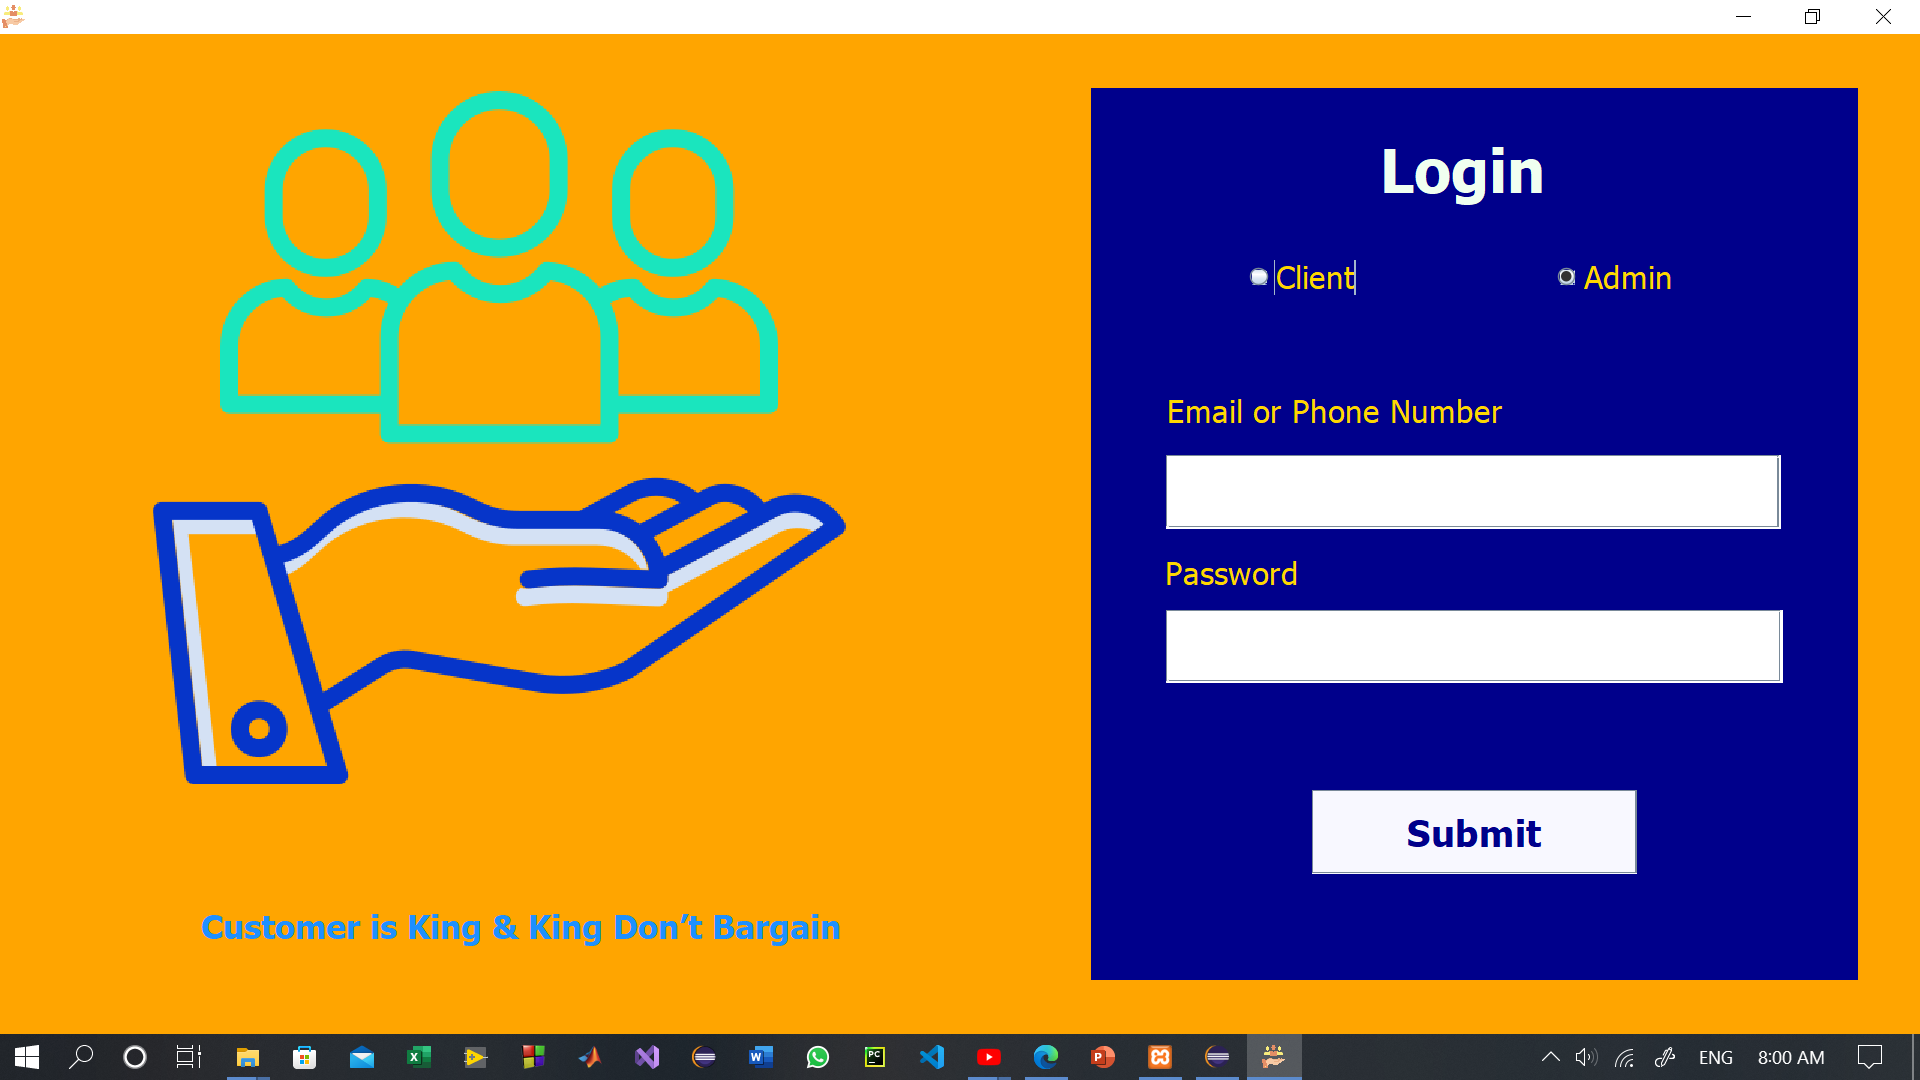 Login
Client
Admin
Email or Phone Number
Password
Submit
Customer is King & King Don’t Bargain
ENG
8:00 AM